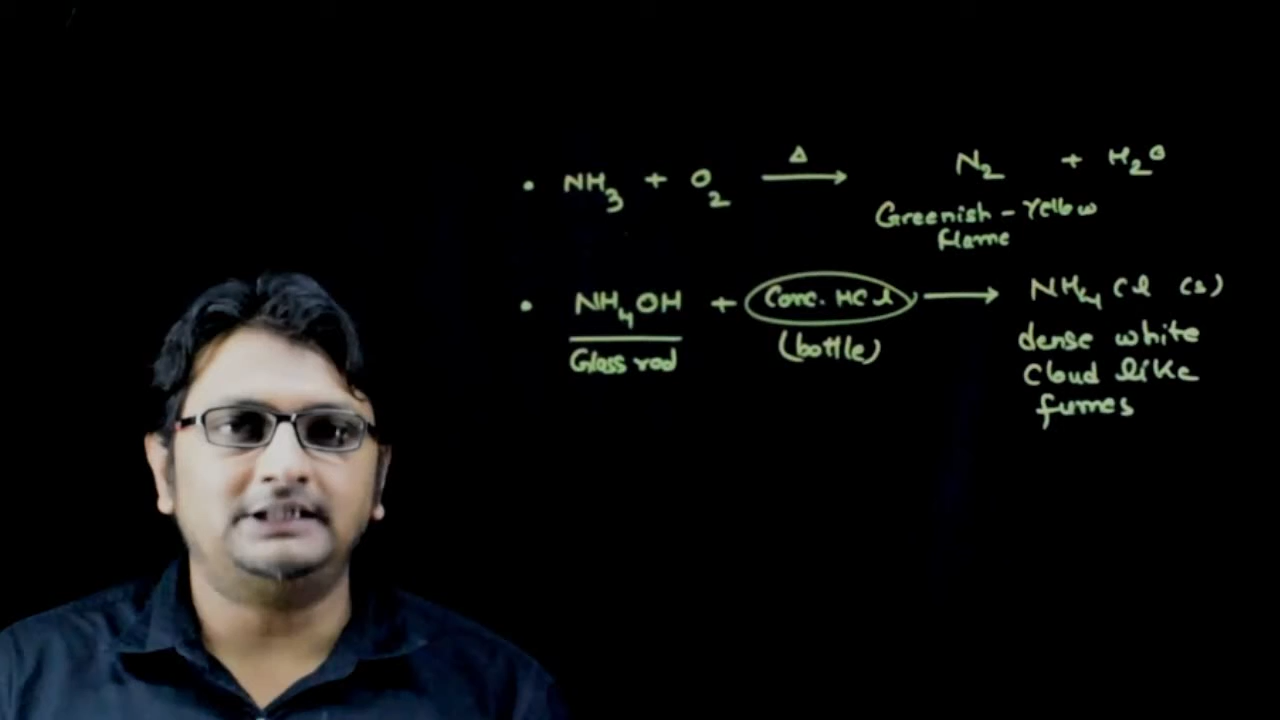 • NH3 + O2 Δ→ N2 + H2O
Greenish - Yellow
flame
• NH4OH + Conc. HCl → NH4Cl (s)
Glass rod (bottle) dense white
Cloud like
fumes